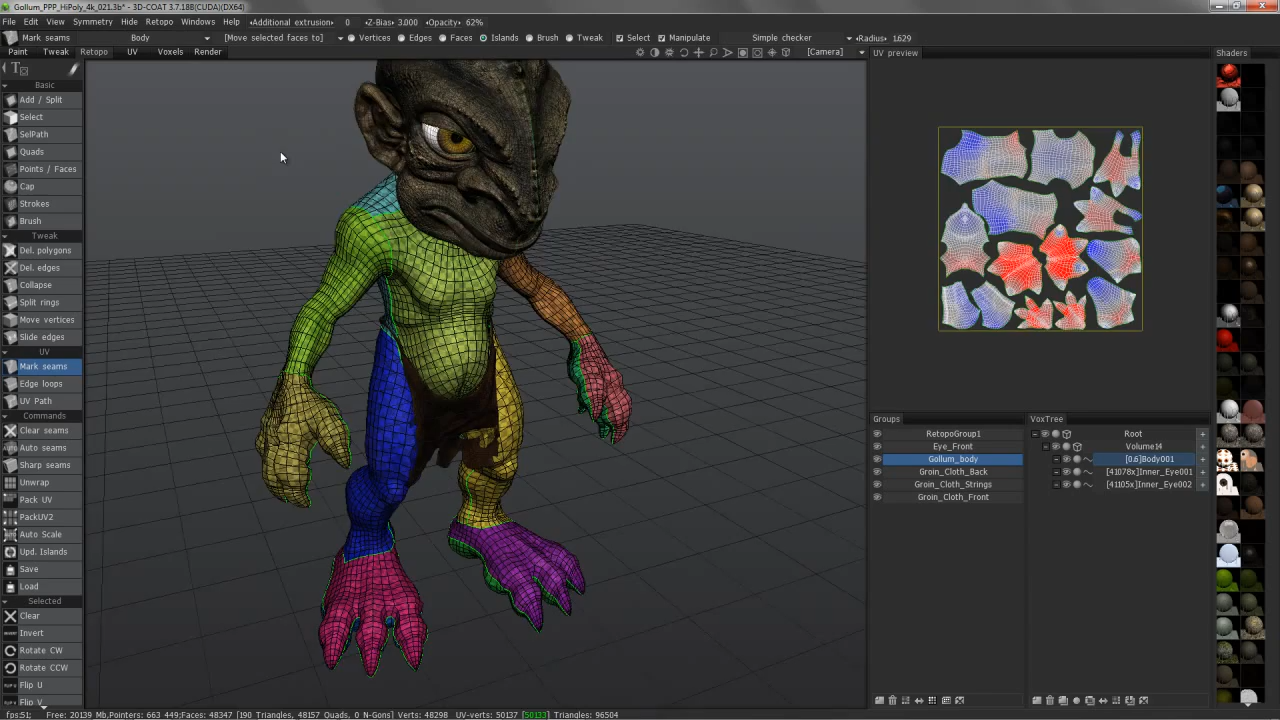 Gollum_PPP_HiPoly_4k_021.3b* - 3D-COAT 3.7.18B(CUDA)(DX64)
File Edit View Symmetry Hide Retopo Windows Help Additional extrusion: 0 Z-Bias: 3.000 Opacity: 62%
Mark seams Body [Move selected faces to] Vertices Edges Faces Islands Brush Tweak Select Manipulate Simple checker Radius: 1.629
Paint Tweak Retopo UV Voxels Render [Camera] UV preview Shaders
Basic
Add / Split
Select
SelPath
Quads
Points / Faces
Cap
Strokes
Brush
Tweak
Del. polygons
Del. edges
Collapse
Split rings
Move vertices
Slide edges
UV
Mark seams
Edge loops
UV Path
Commands
Clear seams
Auto seams
Sharp seams
Unwrap
Pack UV
PackUV2
Auto Scale
Upd. Islands
Save
Load
Selected
Clear
Invert
Rotate CW
Rotate CCW
Flip U
Flip V
Groups
RetopoGroup1
Eye_Front
Gollum_body
Groin_Cloth_Back
Groin_Cloth_Strings
Groin_Cloth_Front
VoxTree
Root
Volume14
[0.6]Body001
[41078x]Inner_Eye001
[41105x]Inner_Eye002
fps:51; Free: 20139 Mb,Pointers: 663 449;Faces: 48347 [190 Triangles, 48157 Quads, 0 N-Gons] Verts: 48298 UV-verts: 50137 [50133] Triangles: 96504